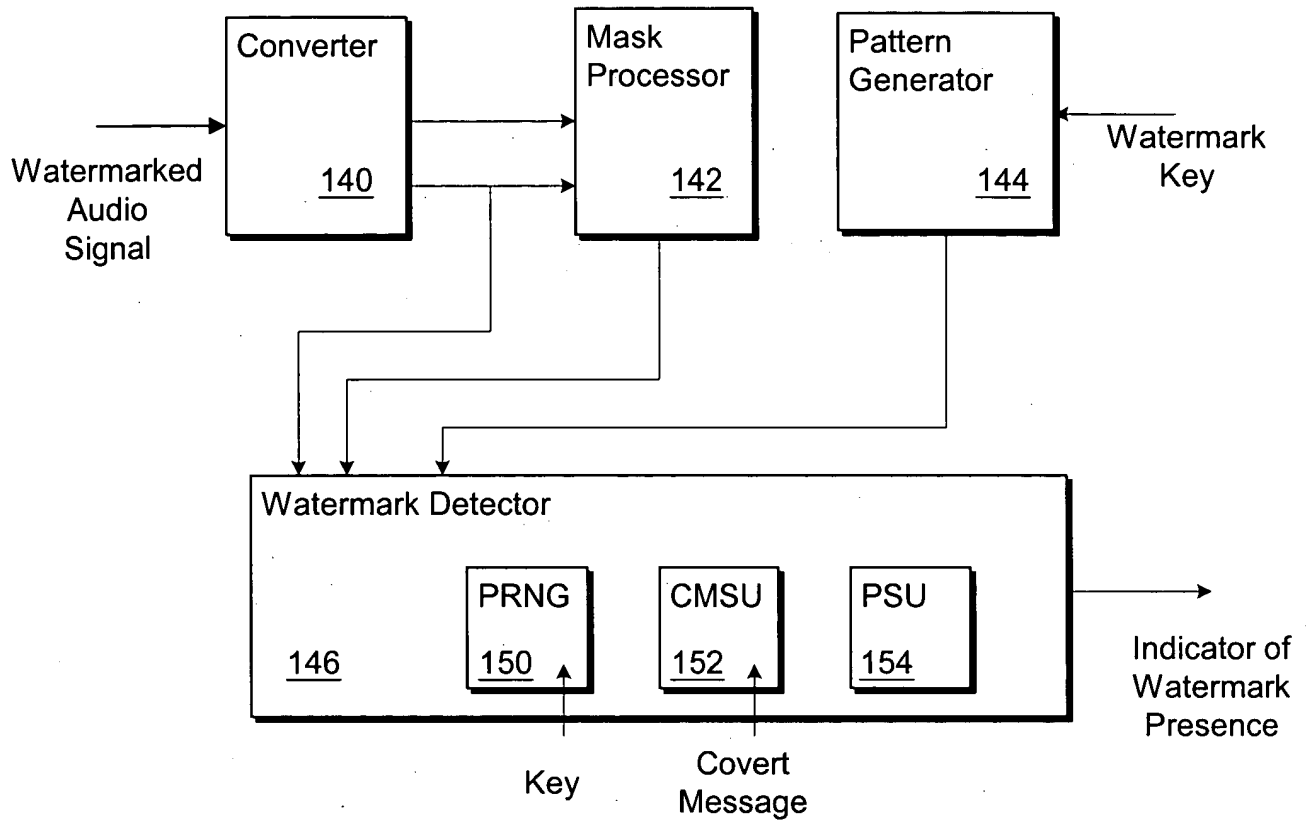 Converter
140
Mask
Processor
142
Pattern
Generator
144
Watermarked
Audio
Signal
Watermark
Key
Watermark Detector
146
PRNG
150
CMSU
152
PSU
154
Key
Covert
Message
Indicator of
Watermark
Presence